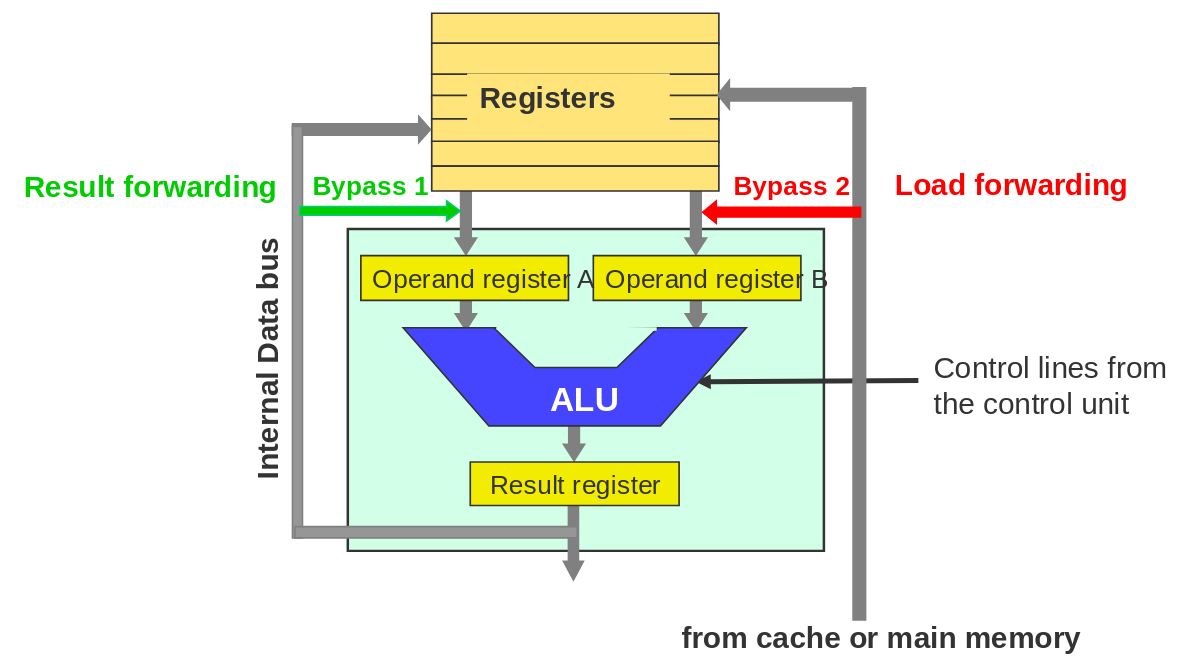 Registers
Result forwarding
Bypass 1
Bypass 2
Load forwarding
Internal Data bus
Operand register A
Operand register B
Control lines from
the control unit
ALU
Result register
from cache or main memory